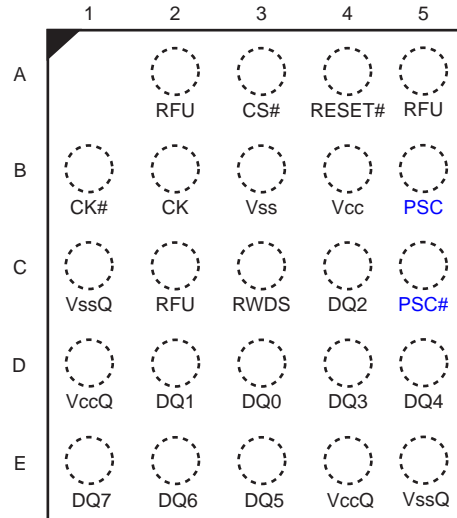 1 2 3 4 5
A
RFU CS# RESET# RFU
B
CK# CK Vss Vcc PSC
C
VssQ RFU RWDS DQ2 PSC#
D
VccQ DQ1 DQ0 DQ3 DQ4
E
DQ7 DQ6 DQ5 VccQ VssQ